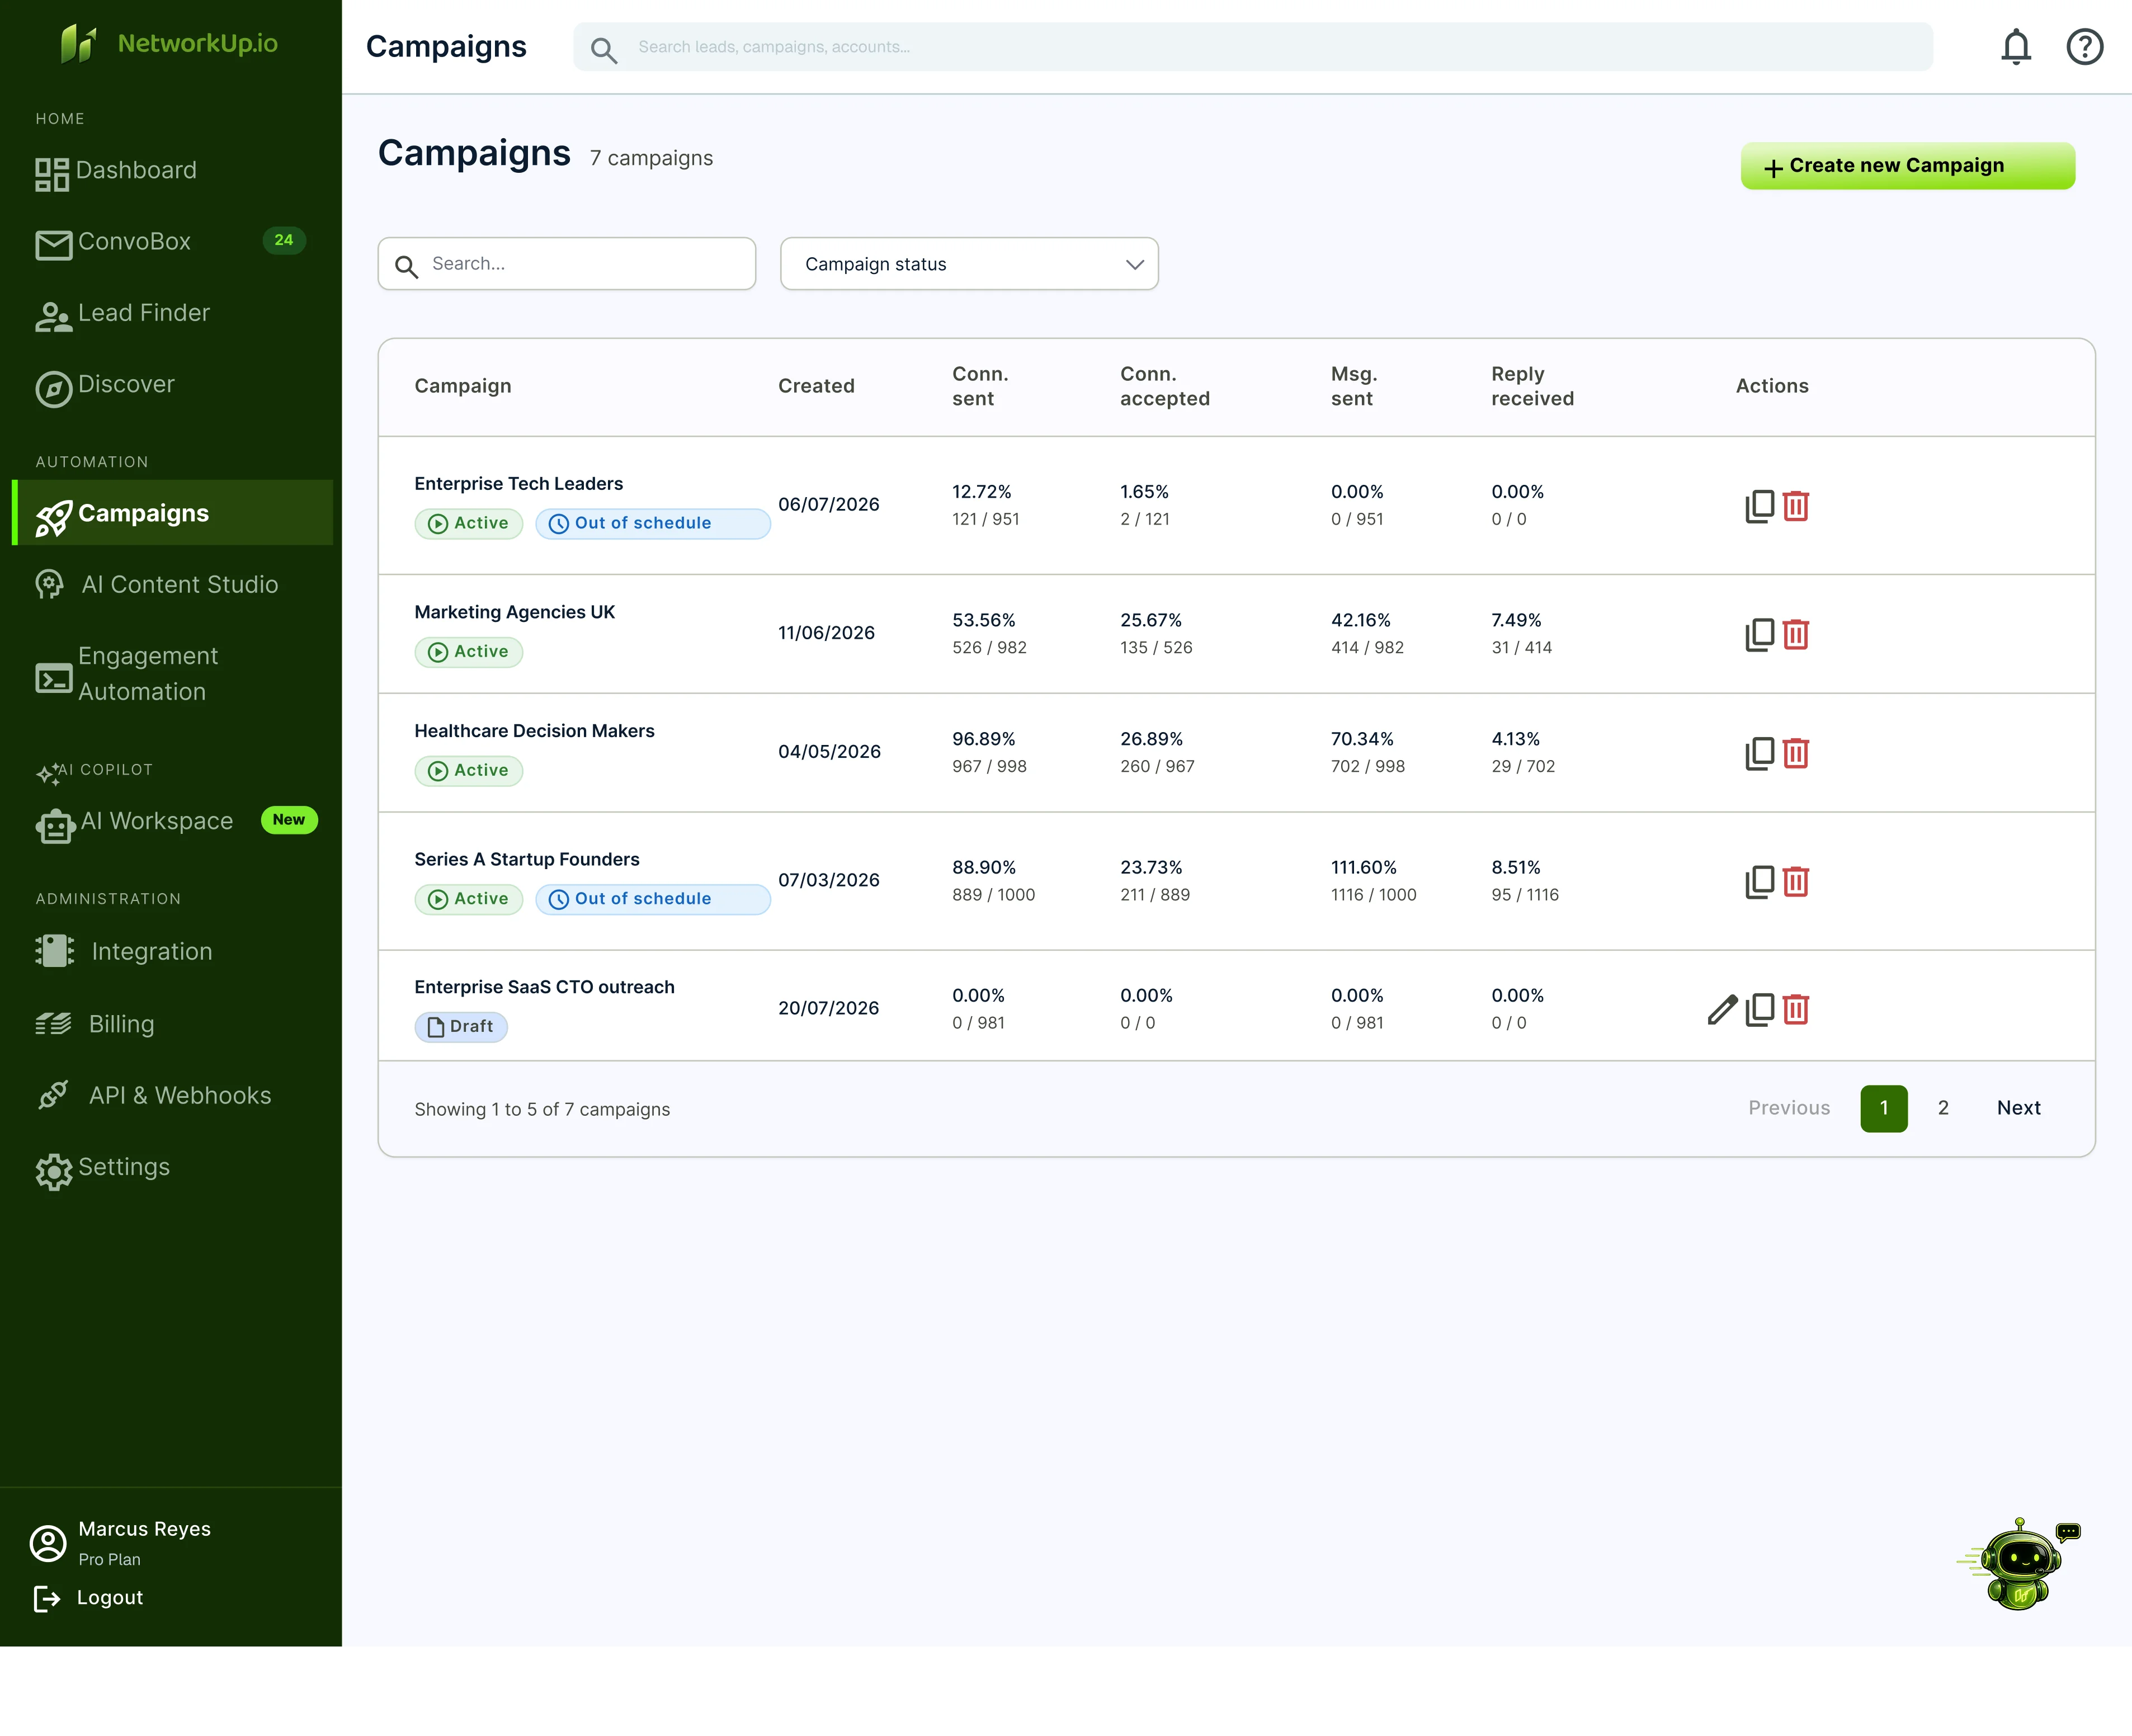 NetworkUp.io
HOME
Dashboard
ConvoBox 24
Lead Finder
Discover
AUTOMATION
Campaigns
AI Content Studio
Engagement
Automation
AI COPILOT
AI Workspace New
ADMINISTRATION
Integration
Billing
API & Webhooks
Settings
Marcus Reyes
Pro Plan
Logout
Campaigns
Search leads, campaigns, accounts...
Campaigns 7 campaigns
+ Create new Campaign
Search...
Campaign status
Campaign Created Conn. sent Conn. accepted Msg. sent Reply received Actions
Enterprise Tech Leaders
Active Out of schedule
06/07/2026
12.72% 1.65% 0.00% 0.00%
121 / 951 2 / 121 0 / 951 0 / 0
Marketing Agencies UK
Active
11/06/2026
53.56% 25.67% 42.16% 7.49%
526 / 982 135 / 526 414 / 982 31 / 414
Healthcare Decision Makers
Active
04/05/2026
96.89% 26.89% 70.34% 4.13%
967 / 998 260 / 967 702 / 998 29 / 702
Series A Startup Founders
Active Out of schedule
07/03/2026
88.90% 23.73% 111.60% 8.51%
889 / 1000 211 / 889 1116 / 1000 95 / 1116
Enterprise SaaS CTO outreach
Draft
20/07/2026
0.00% 0.00% 0.00% 0.00%
0 / 981 0 / 0 0 / 981 0 / 0
Showing 1 to 5 of 7 campaigns
Previous 1 2 Next